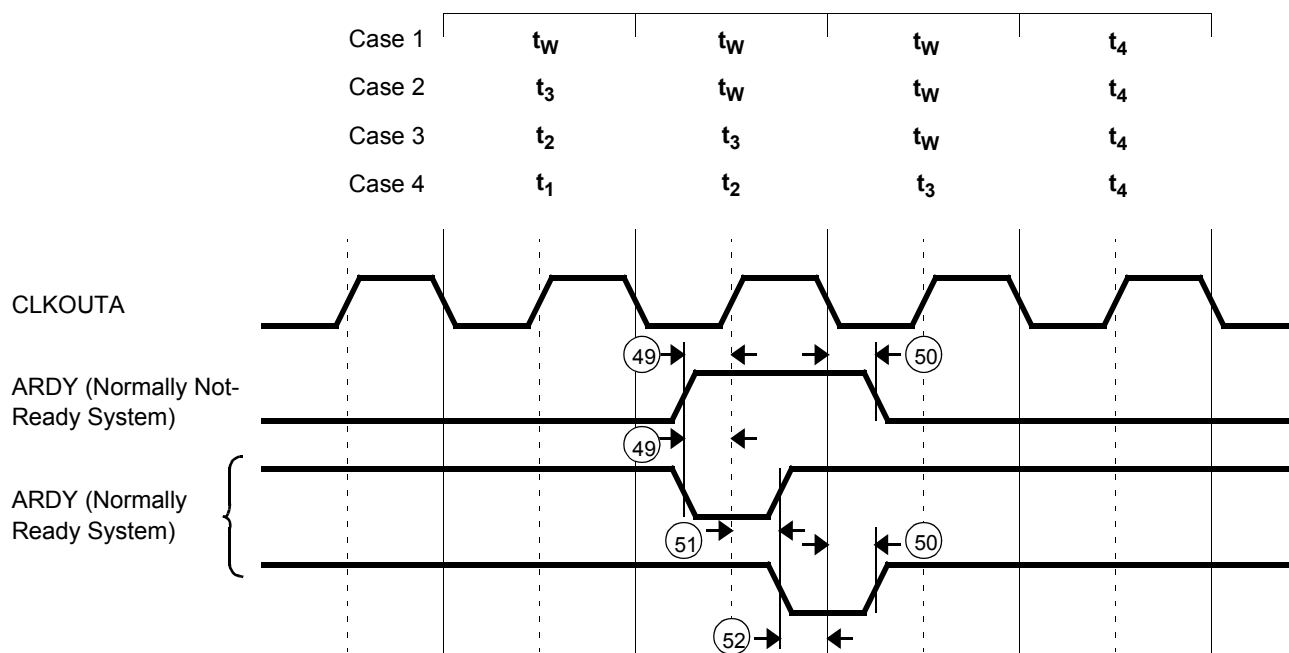 Case 1 tW tW tW t4
Case 2 t3 tW tW t4
Case 3 t2 t3 tW t4
Case 4 t1 t2 t3 t4
CLKOUTA
49 50
ARDY (Normally Not-
Ready System)
49
ARDY (Normally
Ready System)
51 50
52